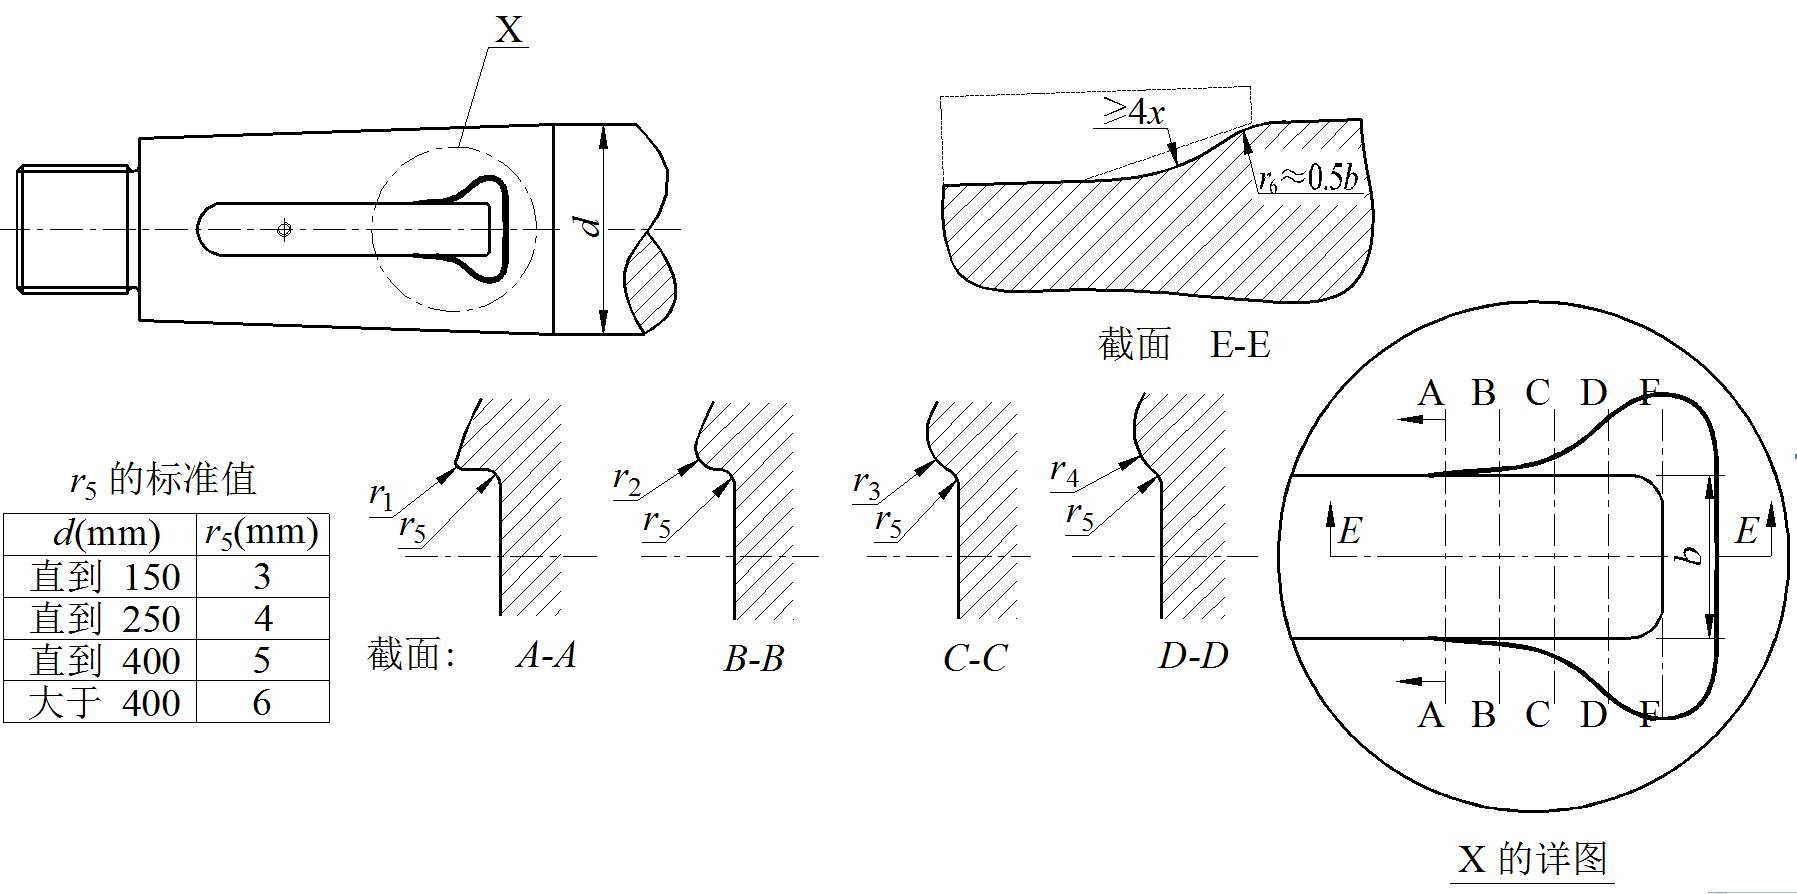 X
d
≥4x
r6≈0.5b
截面 E-E
r5 的标准值
d(mm) r5(mm)
直到 150 3
直到 250 4
直到 400 5
大于 400 6
r1
r5
r2
r5
r3
r5
r4
r5
截面: A-A B-B C-C D-D
A B C D F
E E
b
A B C D F
X 的详图